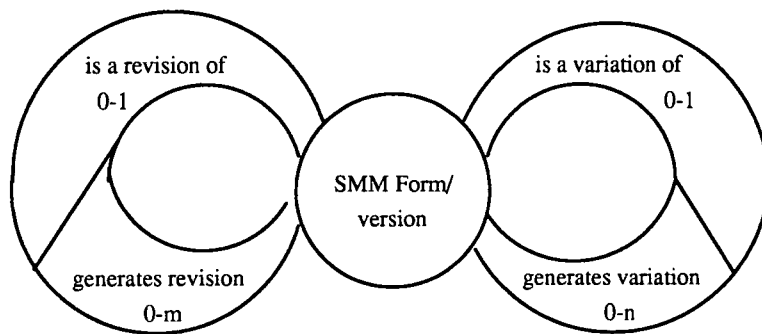 is a revision of
0-1
generates revision
0-m
SMM Form/
version
is a variation of
0-1
generates variation
0-n